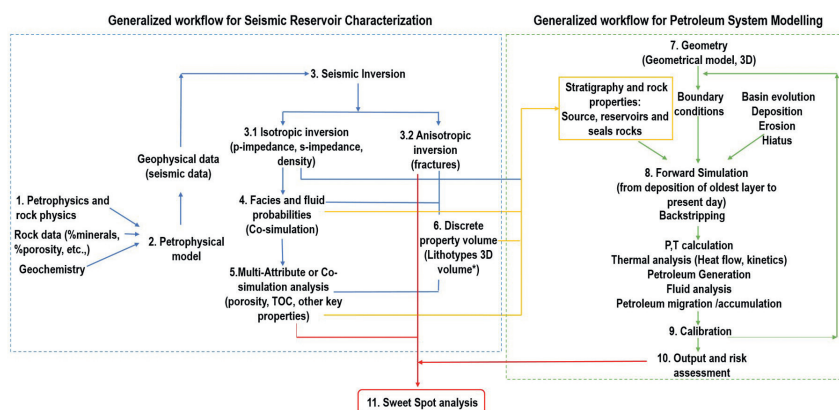 Generalized workflow for Seismic Reservoir Characterization
3. Seismic Inversion
3.1 Isotropic inversion
(p-impedance, s-impedance,
density)
3.2 Anisotropic
inversion
(fractures)
Geophysical data
(seismic data)
1. Petrophysics and
rock physics
Rock data (%minerals,
%porosity, etc.,)
Geochemistry
2. Petrophysical
model
4. Facies and fluid
probabilities
(Co-simulation)
6. Discrete
property volume
(Lithotypes 3D
volume*)
5.Multi-Attribute or Co-
simulation analysis
(porosity, TOC, other key
properties)
Generalized workflow for Petroleum System Modelling
7. Geometry
(Geometrical model, 3D)
Stratigraphy and rock
properties:
Source, reservoirs and
seals rocks
Boundary
conditions
Basin evolution
Deposition
Erosion
Hiatus
8. Forward Simulation
(from deposition of oldest layer to
present day)
Backstripping
P,T calculation
Thermal analysis (Heat flow, kinetics)
Petroleum Generation
Fluid analysis
Petroleum migration /accumulation
9. Calibration
10. Output and risk
assessment
11. Sweet Spot analysis